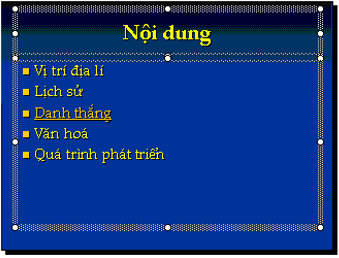 Nội dung
Vị trí địa lí
Lịch sử
Danh thắng
Văn hoá
Quá trình phát triển